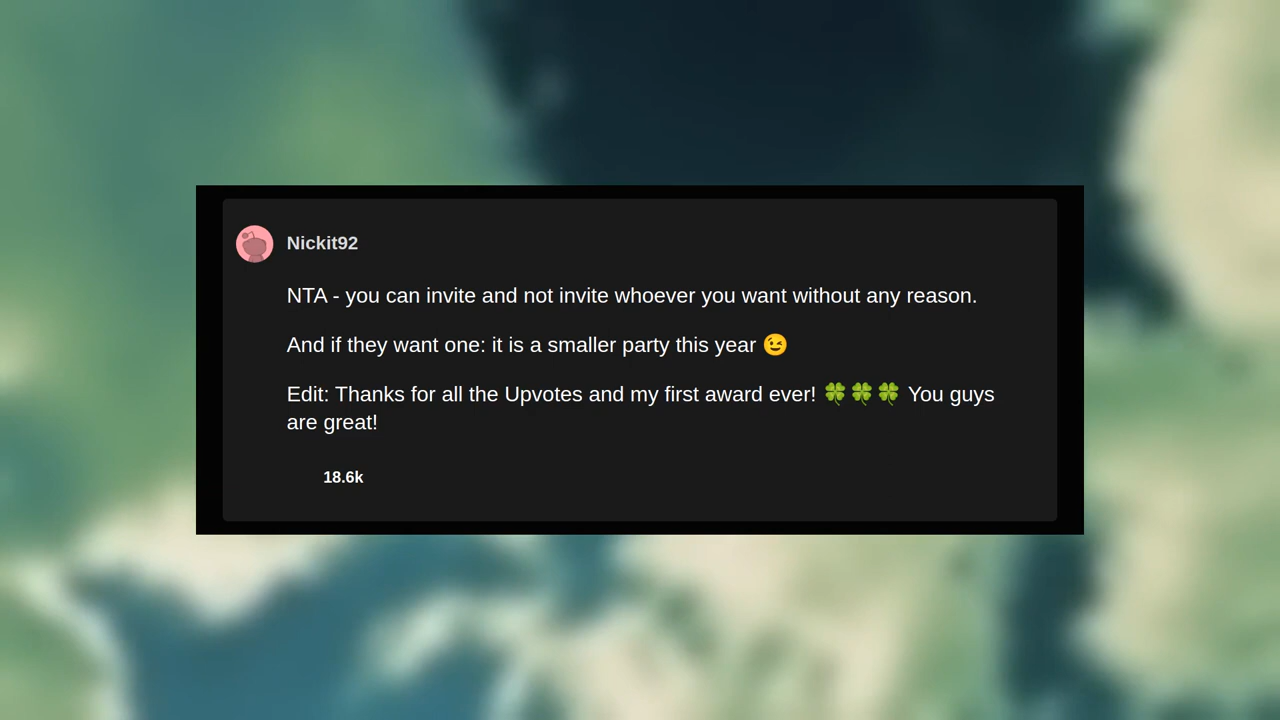 Nickit92
NTA - you can invite and not invite whoever you want without any reason.
And if they want one: it is a smaller party this year 😉
Edit: Thanks for all the Upvotes and my first award ever! 🍀🍀🍀 You guys
are great!
18.6k